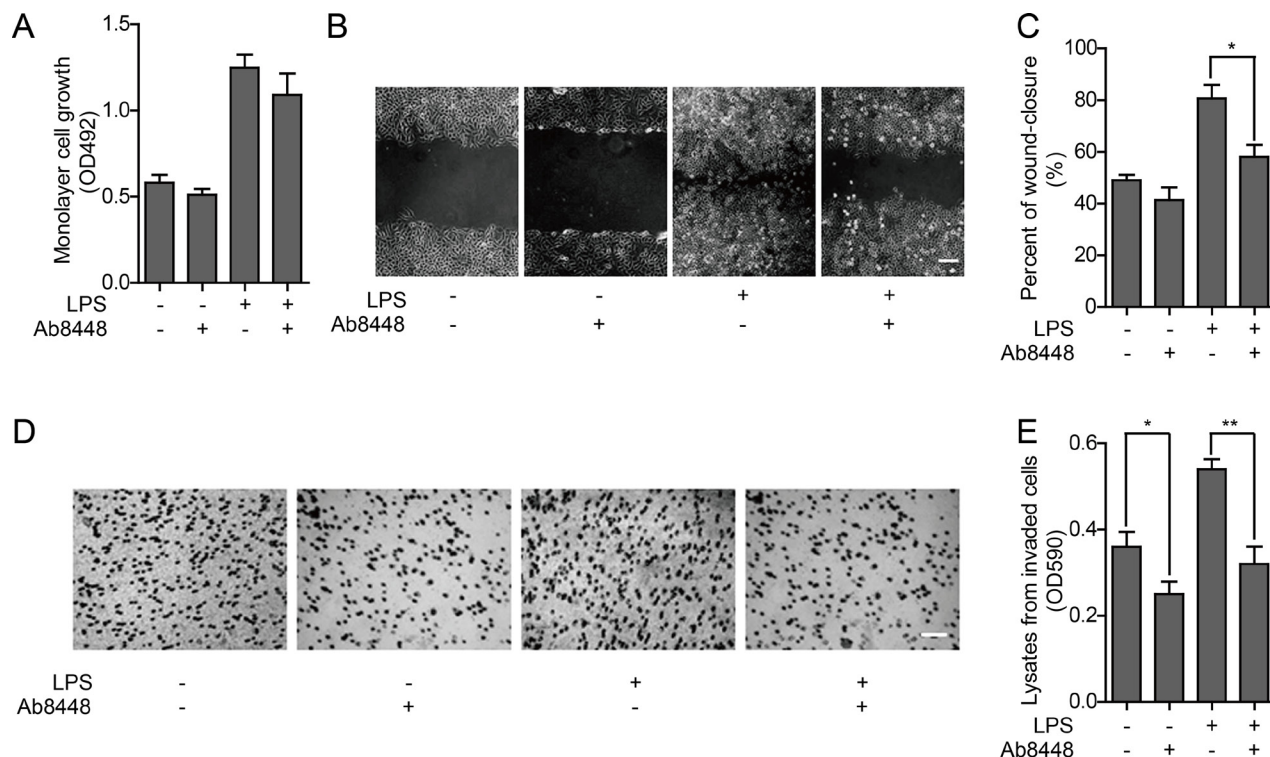 A
Monolayer cell growth
(OD492)
1.5
1.0
0.5
0.0
LPS - - + +
Ab8448 - + - +
B
LPS - - + +
Ab8448 - + - +
C
Percent of wound-closure
(%)
100
80
60
40
20
0
*
LPS - - + +
Ab8448 - + - +
D
LPS - - + +
Ab8448 - + - +
E
Lysates from invaded cells
(OD590)
0.6
0.4
0.2
0.0
* **
LPS - - + +
Ab8448 - + - +